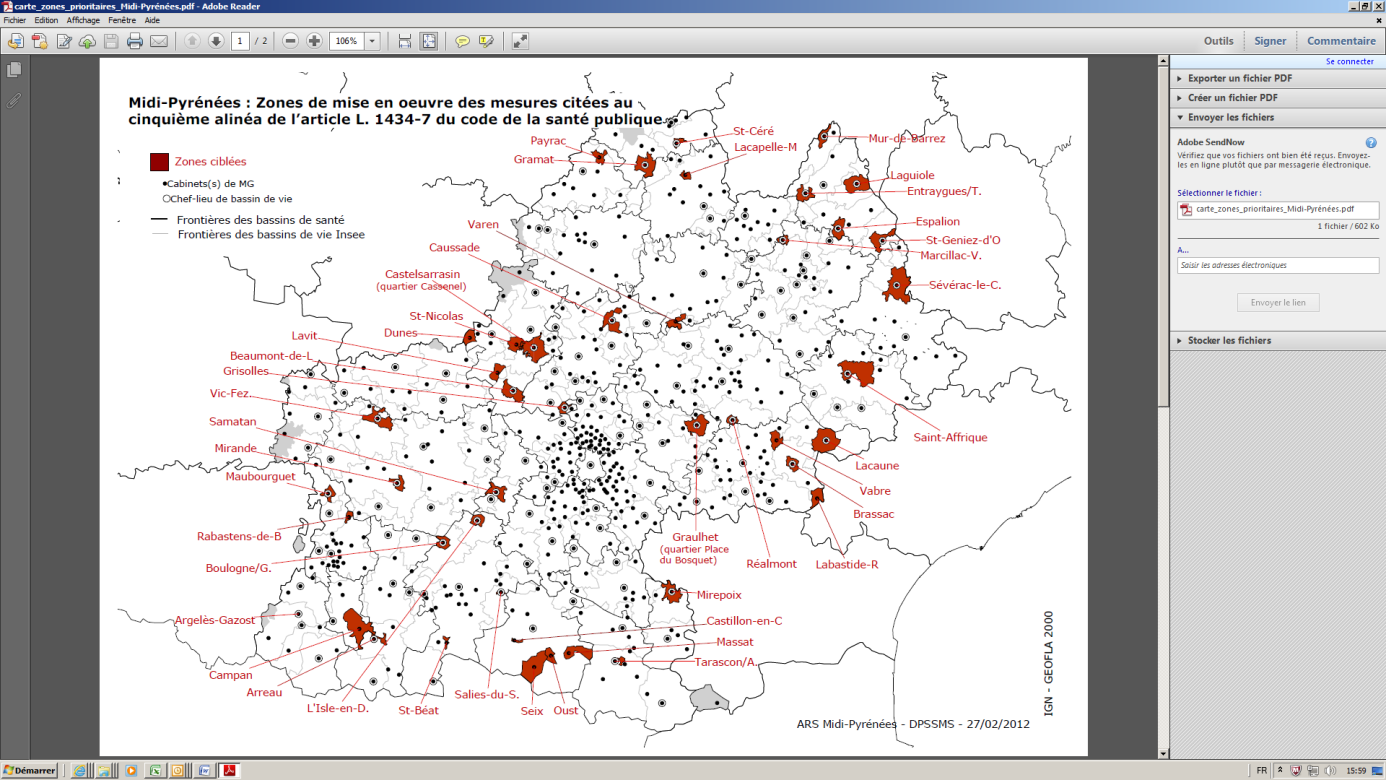 carte_zones_prioritaires_Midi-Pyrénées.pdf - Adobe Reader
Fichier Edition Affichage Fenêtre Aide
1 / 2
106%
Outils
Signer
Commentaire
Se connecter
Exporter un fichier PDF
Créer un fichier PDF
Envoyer les fichiers
Adobe SendNow
Vérifiez que vos fichiers ont bien été reçus. Envoyez-
les en ligne plutôt que par messagerie électronique.
Sélectionner le fichier :
carte_zones_prioritaires_Midi-Pyrénées.pdf
1 fichier / 602 Ko
A...
Saisir les adresses électroniques
Envoyer le lien
Stocker les fichiers
Midi-Pyrénées : Zones de mise en oeuvre des mesures citées au
cinquième alinéa de l'article L. 1434-7 du code de la santé publique.
Zones ciblées
Cabinets(s) de MG
Chef-lieu de bassin de vie
Frontières des bassins de santé
Frontières des bassins de vie Insee
Payrac
Gramat
St-Céré
Lacapelle-M
Mur-de-Barrez
Laguiole
Entraygues/T.
Espalion
St-Geniez-d'O
Marcillac-V.
Sévérac-le-C.
Varen
Caussade
Castelsarrasin
(quartier Cassenel)
St-Nicolas
Dunes
Lavit
Beaumont-de-L
Grisolles
Vic-Fez.
Samatan
Mirande
Maubourguet
Rabastens-de-B
Boulogne/G.
Argelès-Gazost
Campan
Arreau
L'Isle-en-D.
St-Béat
Salies-du-S.
Seix
Oust
Saint-Affrique
Lacaune
Vabre
Brassac
Graulhet
(quartier Place
du Bosquet)
Réalmont
Labastide-R
Mirepoix
Castillon-en-C
Massat
Tarascon/A.
ARS Midi-Pyrénées - DPSSMS - 27/02/2012
IGN - GEOFLA 2000
Démarrer
FR
15:59